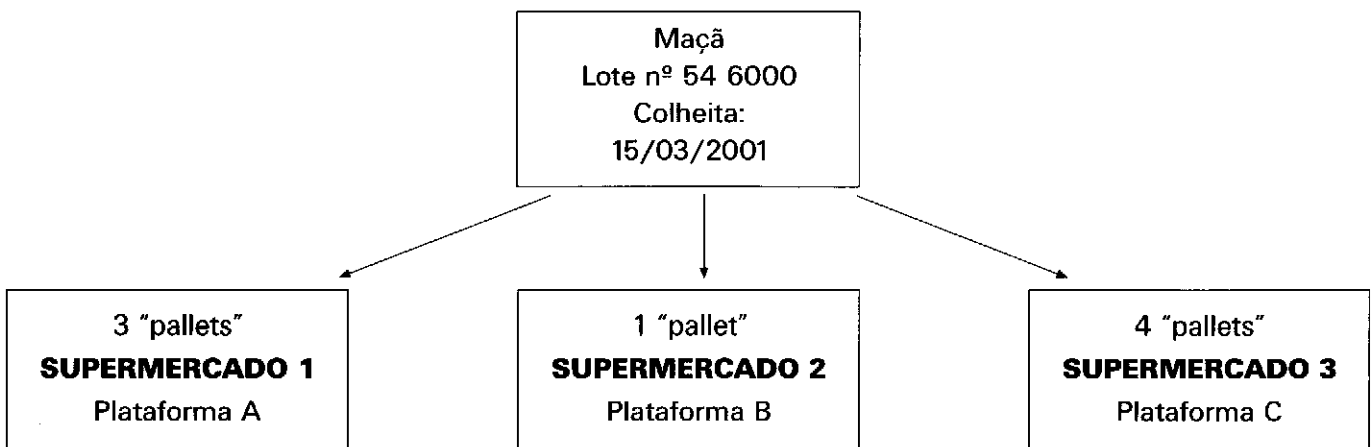 Maçã
Lote nº 54 6000
Colheita:
15/03/2001
3 "pallets"
SUPERMERCADO 1
Plataforma A
1 "pallet"
SUPERMERCADO 2
Plataforma B
4 "pallets"
SUPERMERCADO 3
Plataforma C